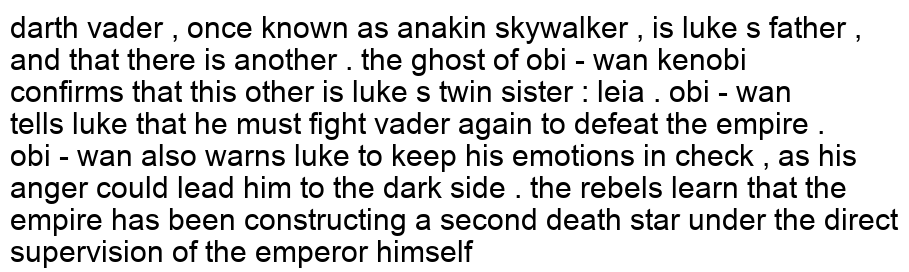 darth vader , once known as anakin skywalker , is luke s father ,
and that there is another . the ghost of obi - wan kenobi
confirms that this other is luke s twin sister : leia . obi - wan
tells luke that he must fight vader again to defeat the empire .
obi - wan also warns luke to keep his emotions in check , as his
anger could lead him to the dark side . the rebels learn that the
empire has been constructing a second death star under the direct
supervision of the emperor himself